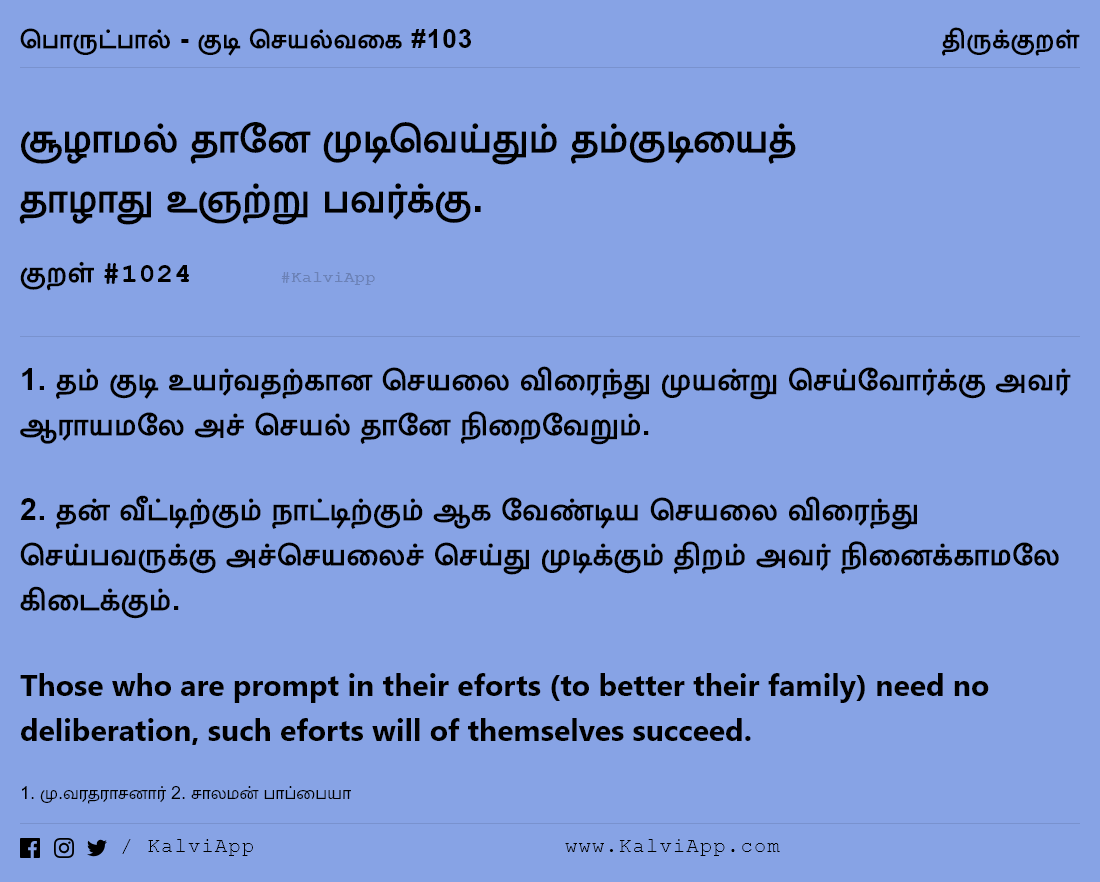 பொருட்பால் - குடி செயல்வகை #103 திருக்குறள்
சூழாமல் தானே முடிவெய்தும் தம்குடியைத்
தாழாது உஞற்று பவர்க்கு.
குறள் #1024 #KalviApp
1. தம் குடி உயர்வதற்கான செயலை விரைந்து முயன்று செய்வோர்க்கு அவர்
ஆராயமலே அச் செயல் தானே நிறைவேறும்.
2. தன் வீட்டிற்கும் நாட்டிற்கும் ஆக வேண்டிய செயலை விரைந்து
செய்பவருக்கு அச்செயலைச் செய்து முடிக்கும் திறம் அவர் நினைக்காமலே
கிடைக்கும்.
Those who are prompt in their eforts (to better their family) need no
deliberation, such eforts will of themselves succeed.
1. மு.வரதராசனார் 2. சாலமன் பாப்பையா
/ KalviApp www.KalviApp.com